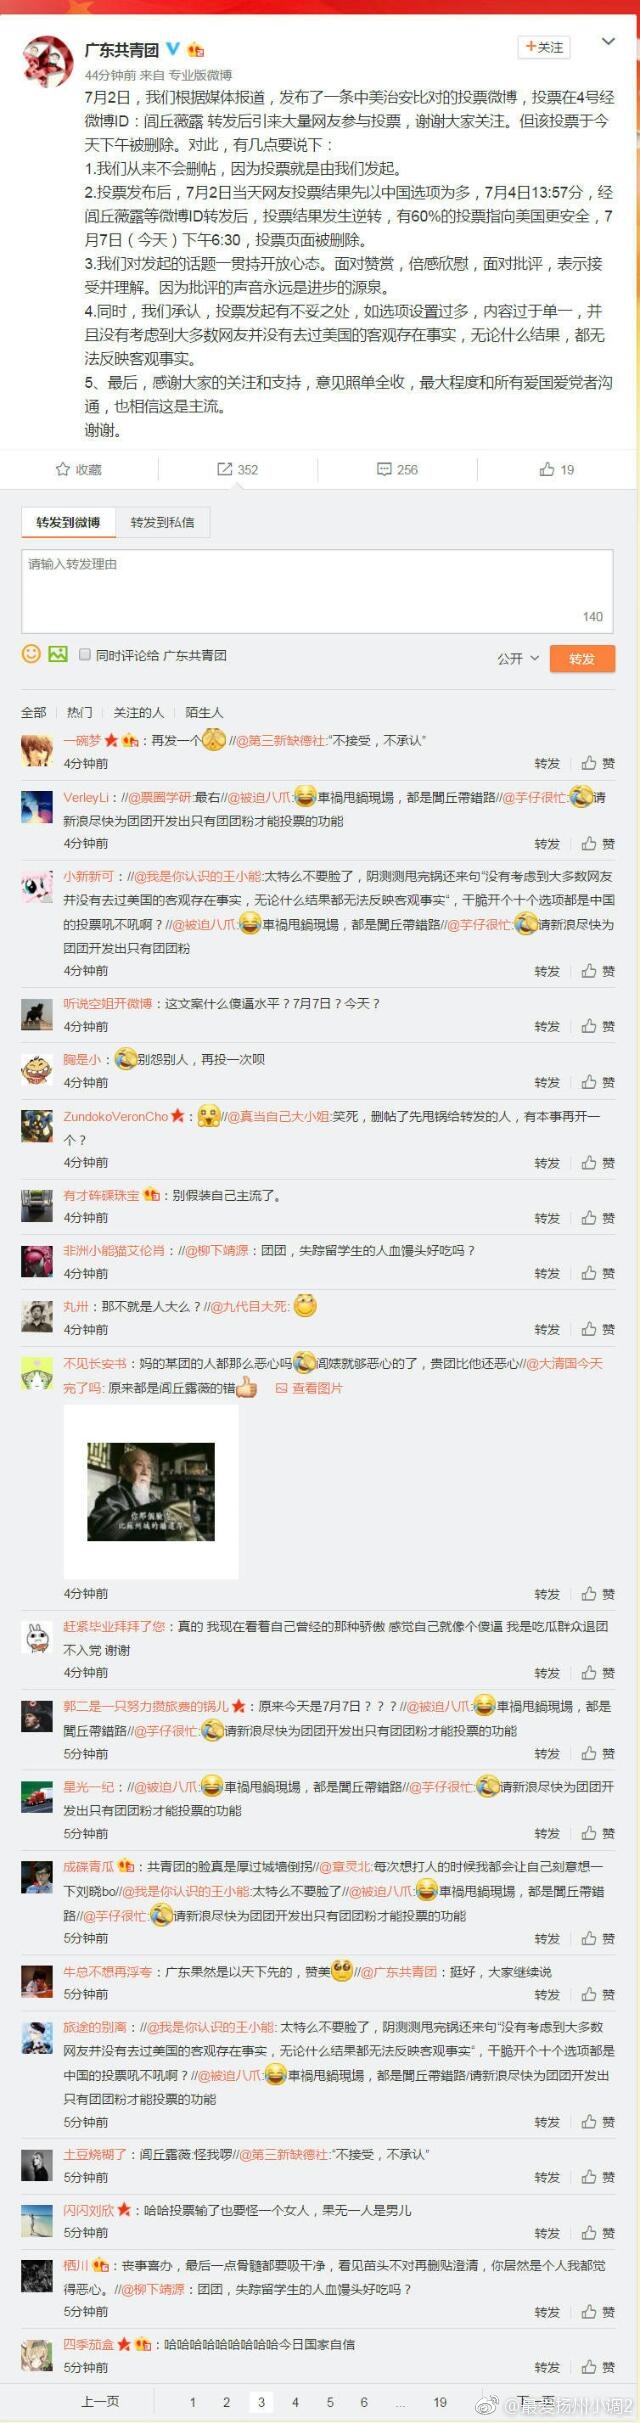 广东共青团
+关注
44分钟前 来自 专业版微博
7月2日，我们根据媒体报道，发布了一条中美治安比对的投票微博，投票在4号经
微博ID：闾丘薇露 转发后引来大量网友参与投票，谢谢大家关注。但该投票于今
天下午被删除。对此，有几点要说下：
1.我们从来不会删帖，因为投票就是由我们发起。
2.投票发布后，7月2日当天网友投票结果先以中国选项为多，7月4日13:57分，经
闾丘薇露等微博ID转发后，投票结果发生逆转，有60%的投票指向美国更安全，7
月7日（今天）下午6:30，投票页面被删除。
3.我们对发起的话题一贯持开放心态。面对赞赏，倍感欣慰，面对批评，表示接
受并理解。因为批评的声音永远是进步的源泉。
4.同时，我们承认，投票发起有不妥之处，如选项设置过多，内容过于单一，并
且没有考虑到大多数网友并没有去过美国的客观存在事实，无论什么结果，都无
法反映客观事实。
5、最后，感谢大家的关注和支持，意见照单全收，最大程度和所有爱国爱党者沟
通，也相信这是主流。
谢谢。
收藏 352 256 19
转发到微博 转发到私信
请输入转发理由
140
同时评论给 广东共青团 公开 转发
全部 热门 关注的人 陌生人
一碗梦：再发一个//@第三新缺德社:"不接受，不承认"
4分钟前 转发 赞
VerleyLi：//@票圈学研:最右//@被迫八爪:車禍甩鍋現場，都是閭丘帶錯路//@芋仔很忙:请
新浪尽快为团团开发出只有团团粉才能投票的功能
4分钟前 转发 赞
小新新可：//@我是你认识的王小能:太特么不要脸了，阴测测甩完锅还来句"没有考虑到大多数网友
并没有去过美国的客观存在事实，无论什么结果都无法反映客观事实"，干脆开个十个选项都是中国
的投票吼不吼啊？//@被迫八爪:車禍甩鍋現場，都是閭丘帶錯路//@芋仔很忙:请新浪尽快为
团团开发出只有团团粉
4分钟前 转发 赞
听说空姐开微博：这文案什么傻逼水平？7月7日？今天？
4分钟前 转发 赞
胸是小：别怨别人，再投一次呗
4分钟前 转发 赞
ZundokoVeronCho：//@真当自己大小姐:笑死，删帖了先甩锅给转发的人，有本事再开一
个？
4分钟前 转发 赞
有才砗磲珠宝：别假装自己主流了。
4分钟前 转发 赞
非洲小能猫艾伦肖：//@柳下靖源：团团，失踪留学生的人血馒头好吃吗？
4分钟前 转发 赞
丸卅：那不就是人大么？//@九代目大死:
4分钟前 转发 赞
不见长安书：妈的某团的人都那么恶心吗闾婊就够恶心的了，贵团比他还恶心//@大清国今天
完了吗: 原来都是闾丘露薇的错 查看图片
你那個臉皮
4分钟前 转发 赞
赶紧毕业拜拜了您：真的 我现在看着自己曾经的那种骄傲 感觉自己就像个傻逼 我是吃瓜群众退团
不入党 谢谢
4分钟前 转发 赞
郭二是一只努力攒旅费的锅儿：原来今天是7月7日？？？//@被迫八爪:車禍甩鍋現場，都是
閭丘帶錯路//@芋仔很忙:请新浪尽快为团团开发出只有团团粉才能投票的功能
5分钟前 转发 赞
星光一纪：//@被迫八爪:車禍甩鍋現場，都是閭丘帶錯路//@芋仔很忙:请新浪尽快为团团开
发出只有团团粉才能投票的功能
5分钟前 转发 赞
成碟青瓜：共青团的脸真是厚过城墙倒拐//@章灵北:每次想打人的时候我都会让自己刻意想一
下刘晓bo//@我是你认识的王小能:太特么不要脸了//@被迫八爪:車禍甩鍋現場，都是閭丘帶錯
路//@芋仔很忙:请新浪尽快为团团开发出只有团团粉才能投票的功能
5分钟前 转发 赞
牛总不想再浮夸：广东果然是以天下先的，赞美//@广东共青团：挺好，大家继续说
5分钟前 转发 赞
旅途的别离：//@我是你认识的王小能: 太特么不要脸了，阴测测甩完锅还来句"没有考虑到大多数
网友并没有去过美国的客观存在事实，无论什么结果都无法反映客观事实"，干脆开个十个选项都是
中国的投票吼不吼啊？//@被迫八爪:車禍甩鍋現場，都是閭丘帶錯路/请新浪尽快为团团开发出
只有团团粉才能投票的功能
5分钟前 转发 赞
土豆烧糊了：闾丘露薇:怪我啰//@第三新缺德社:"不接受，不承认"
5分钟前 转发 赞
闪闪刘欣：哈哈投票输了也要怪一个女人，果无一人是男儿
5分钟前 转发 赞
栖川：丧事喜办，最后一点骨髓都要吸干净，看见苗头不对再删贴澄清，你居然是个人我都觉
得恶心。//@柳下靖源：团团，失踪留学生的人血馒头好吃吗？
5分钟前 转发 赞
四季茄盒：哈哈哈哈哈哈哈哈哈今日国家自信
5分钟前 转发 赞
上一页 1 2 3 4 5 6 ... 19 下一页
@最爱扬州小调2